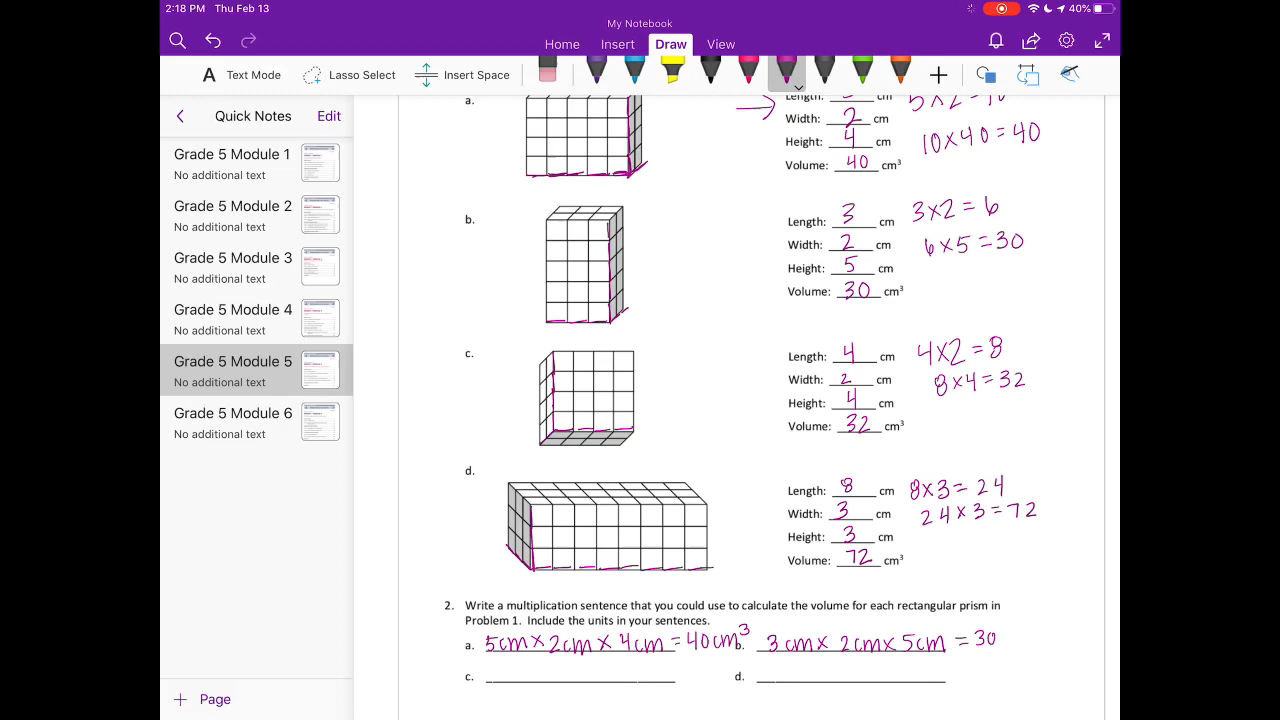 2:18 PM Thu Feb 13
40%
My Notebook
Home Insert Draw View
A Text Mode Lasso Select Insert Space
Quick Notes Edit
Grade 5 Module 1
No additional text
Grade 5 Module 2
No additional text
Grade 5 Module 3
No additional text
Grade 5 Module 4
No additional text
Grade 5 Module 5
No additional text
Grade 5 Module 6
No additional text
+ Page
a.
Length: cm 5 x 2 = 10
Width: 2 cm
Height: 4 cm 10 x 40 = 40
Volume: 40 cm³
b.
Length: 3 cm 3 x 2 = 6
Width: 2 cm
Height: 5 cm 6 x 5 = 30
Volume: 30 cm³
c.
Length: 4 cm 4 x 2 = 8
Width: 2 cm
Height: 4 cm 8 x 4 = 32
Volume: 32 cm³
d.
Length: 8 cm 8 x 3 = 24
Width: 3 cm 24 x 3 = 72
Height: 3 cm
Volume: 72 cm³
2. Write a multiplication sentence that you could use to calculate the volume for each rectangular prism in
Problem 1. Include the units in your sentences.
a. 5cm x 2cm x 4cm = 40cm³ b. 3cm x 2cm x 5cm = 30
c. d.